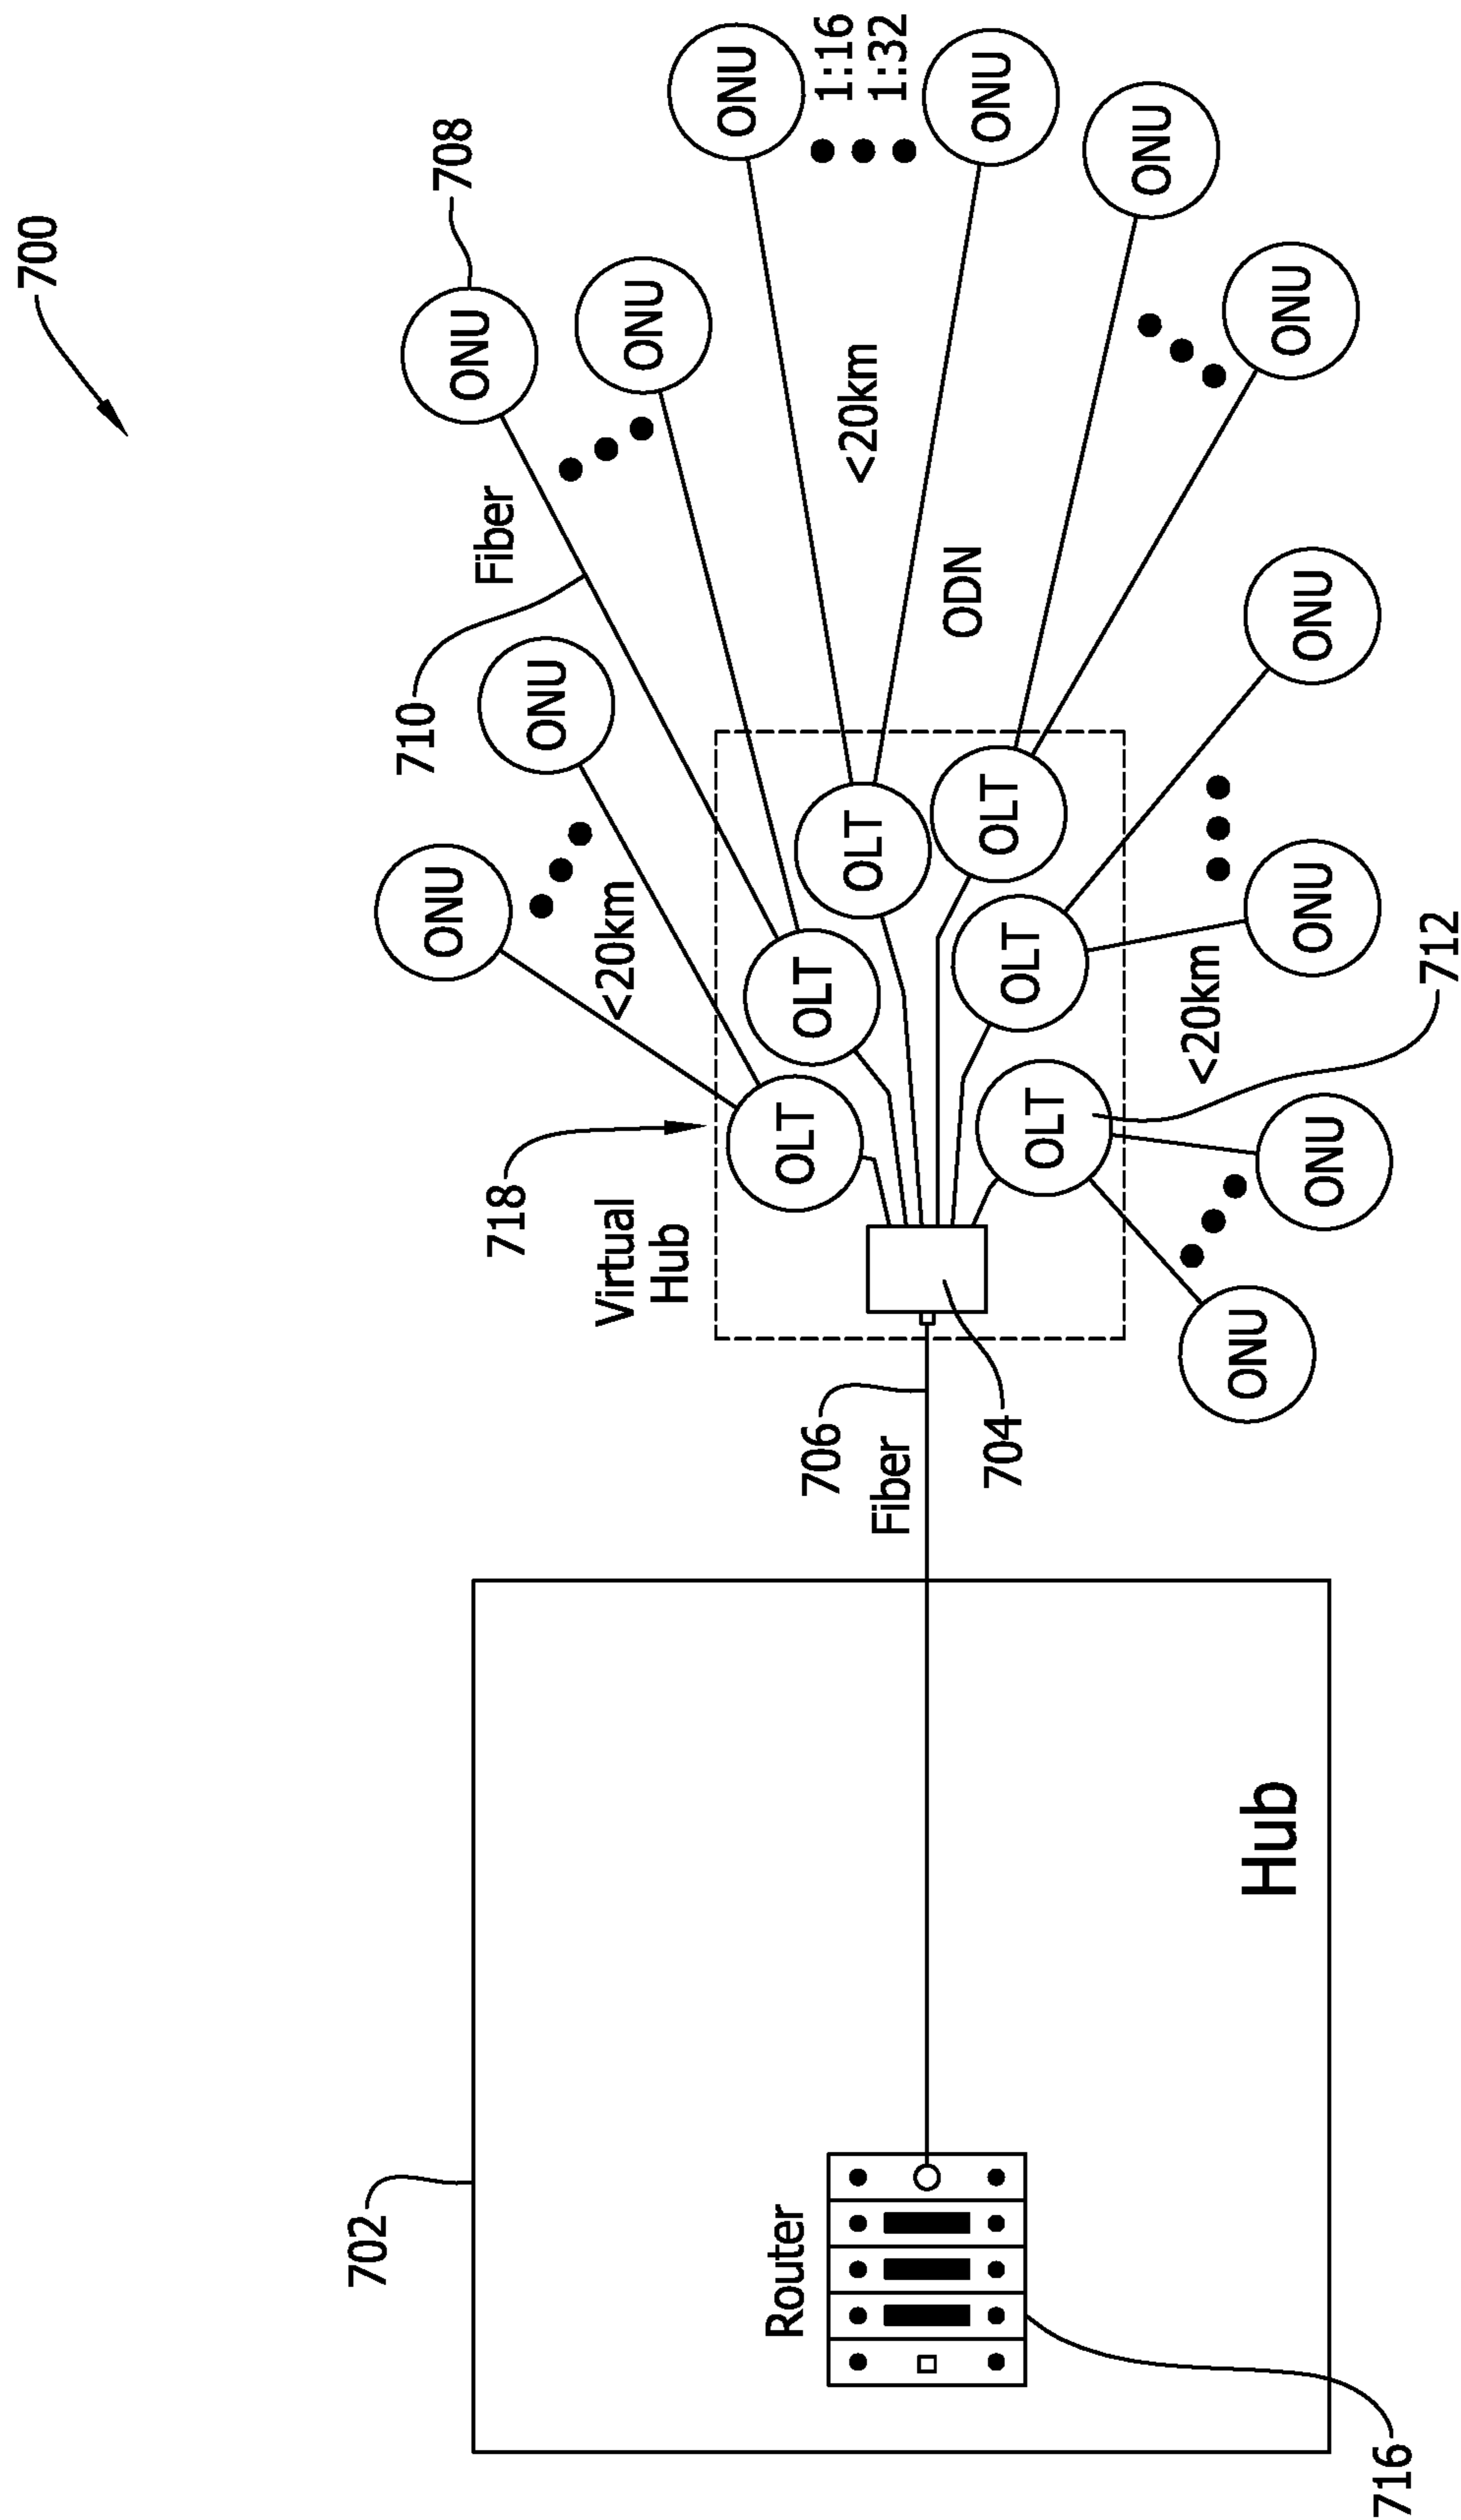 700
702
710
708
ONU
ONU
Fiber
718
ONU
Virtual
Hub
<20km
ONU
ONU
Router
OLT
OLT
706
1:16
1:32
<20km
OLT
Fiber
ODN
ONU
OLT
704
OLT
OLT
ONU
<20km
ONU
Hub
ONU
ONU
ONU
ONU
716
712